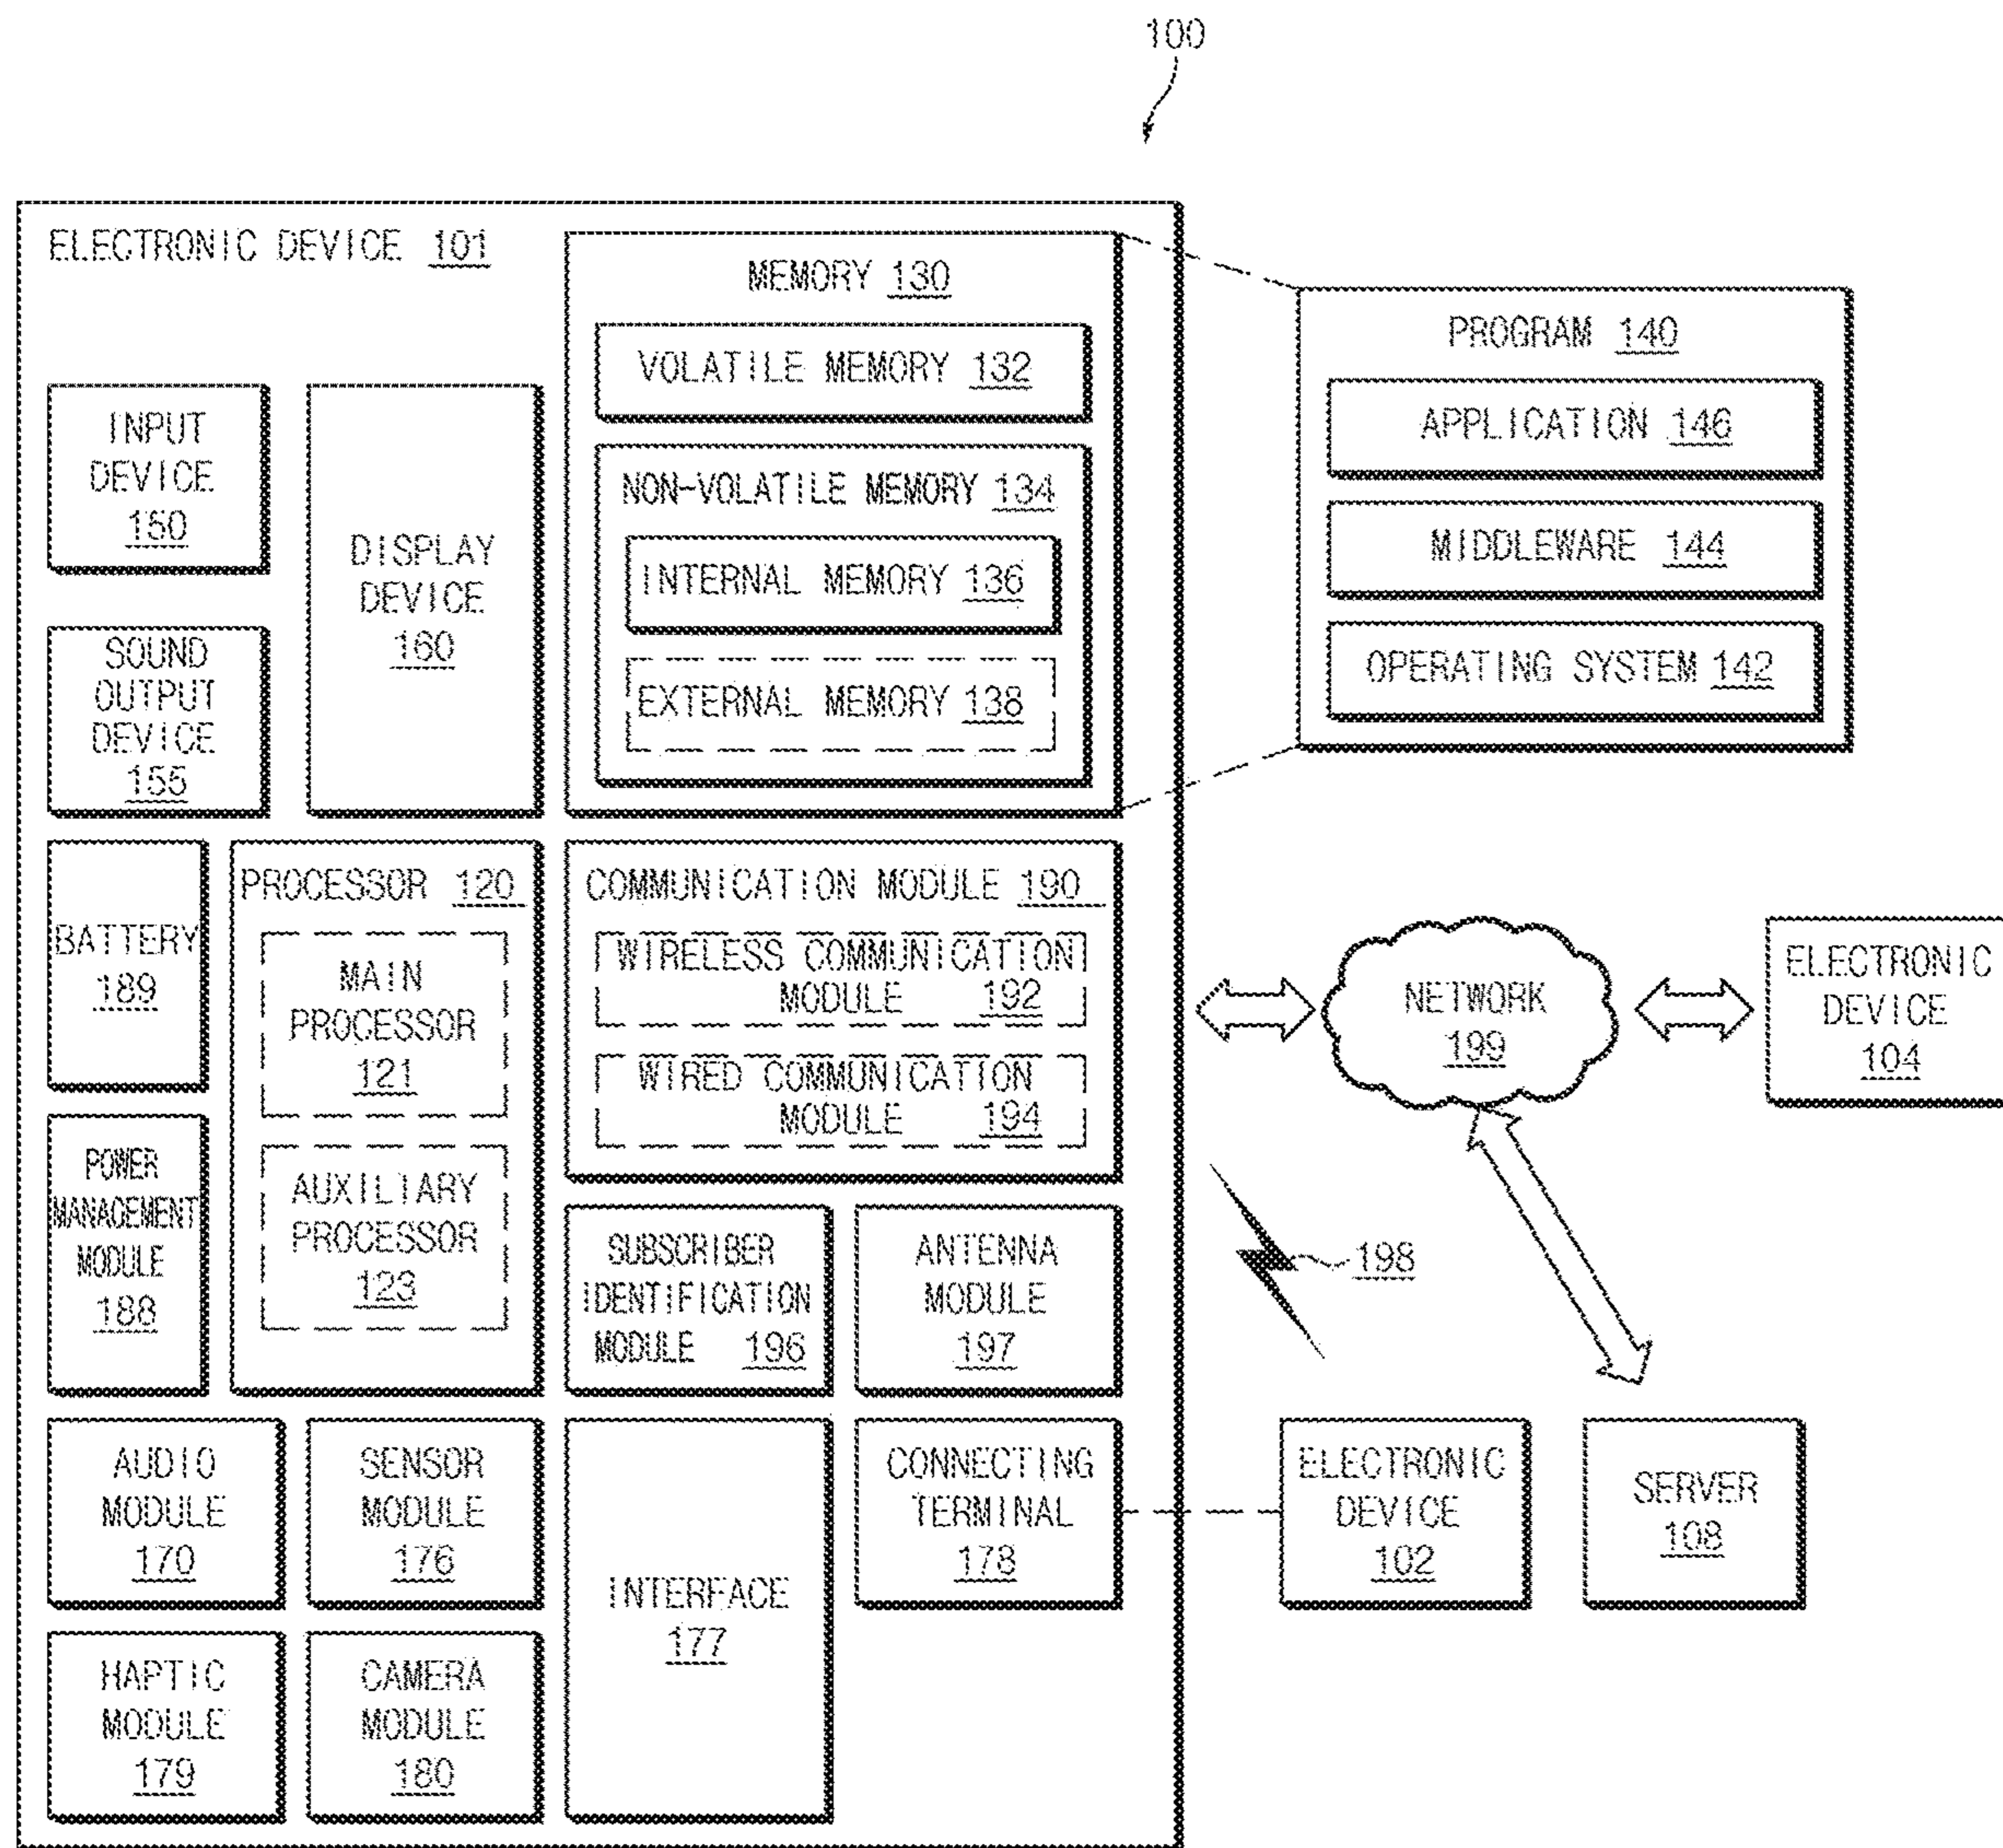 100
ELECTRONIC DEVICE 101
MEMORY 130
VOLATILE MEMORY 132
NON-VOLATILE MEMORY 134
INTERNAL MEMORY 136
EXTERNAL MEMORY 138
PROGRAM 140
APPLICATION 146
MIDDLEWARE 144
OPERATING SYSTEM 142
INPUT
DEVICE
150
SOUND
OUTPUT
DEVICE
155
DISPLAY
DEVICE
160
BATTERY
189
POWER
MANAGEMENT
MODULE
188
PROCESSOR 120
MAIN
PROCESSOR
121
AUXILIARY
PROCESSOR
123
COMMUNICATION MODULE 190
WIRELESS COMMUNICATION
MODULE 192
WIRED COMMUNICATION
MODULE 194
SUBSCRIBER
IDENTIFICATION
MODULE 196
ANTENNA
MODULE
197
NETWORK
199
ELECTRONIC
DEVICE
104
198
AUDIO
MODULE
170
SENSOR
MODULE
176
INTERFACE
177
CONNECTING
TERMINAL
178
ELECTRONIC
DEVICE
102
SERVER
108
HAPTIC
MODULE
179
CAMERA
MODULE
180